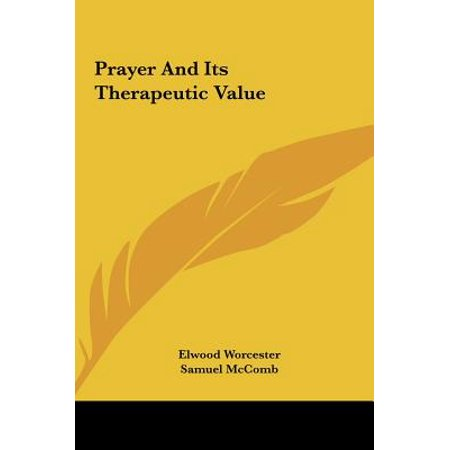 Prayer And Its
Therapeutic Value
Elwood Worcester
Samuel McComb